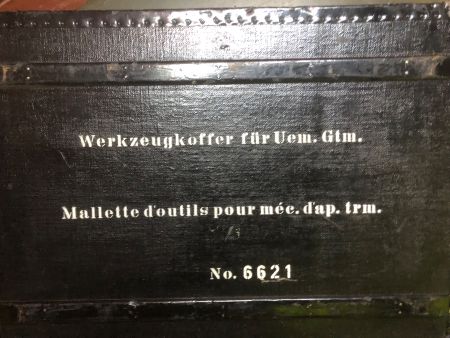 Werkzeugkoffer für Uem. Gtm.
Mallette d'outils pour méc. d'ap. trm.
No. 6621